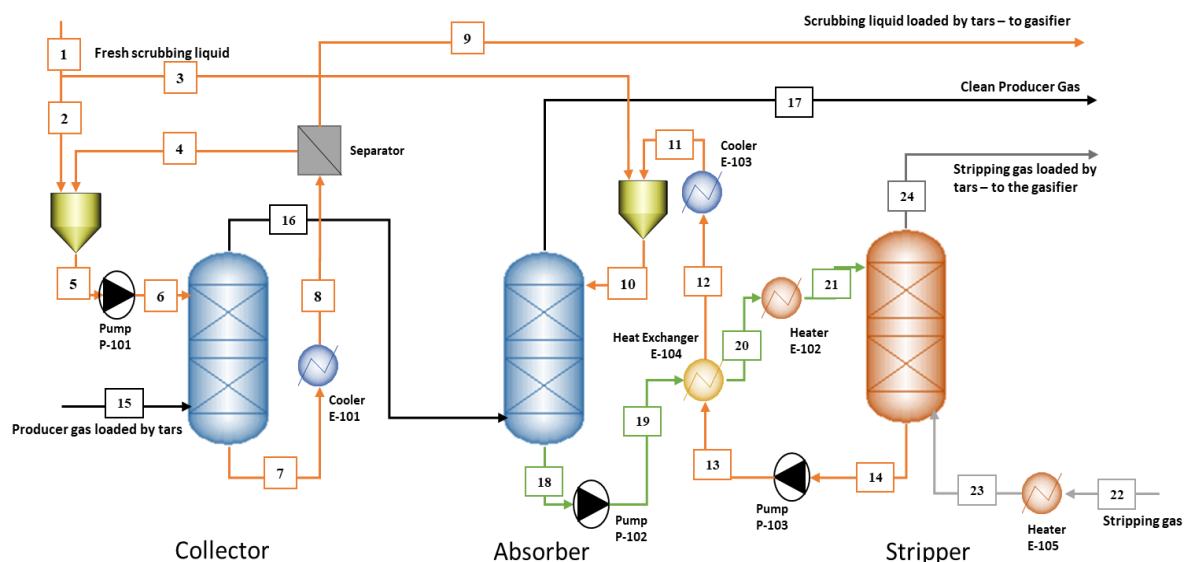 Scrubbing liquid loaded by tars – to gasifier
9
1
Fresh scrubbing liquid
3
Clean Producer Gas
17
2
4
Separator
11
Cooler
E-103
Stripping gas loaded by
tars – to the gasifier
24
16
5
6
Pump
P-101
8
10
12
21
Heater
E-102
Heat Exchanger
E-104
20
15
Producer gas loaded by tars
Cooler
E-101
19
7
13
14
18
Pump
P-102
Pump
P-103
23
22
Heater
E-105
Stripping gas
Collector
Absorber
Stripper